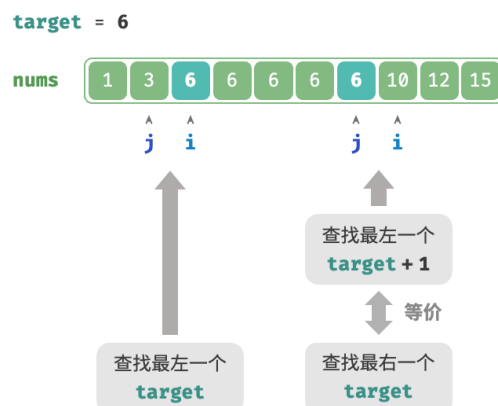 target = 6
nums 1 3 6 6 6 6 6 10 12 15
j i j i
查找最左一个
target + 1
等价
查找最左一个
target
查找最右一个
target